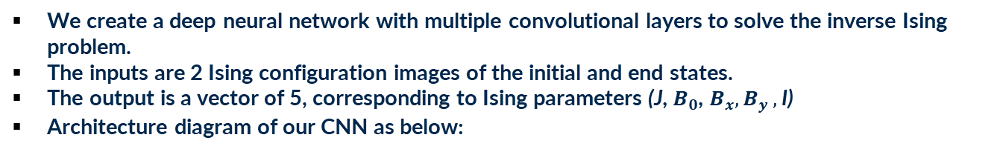 ▪ We create a deep neural network with multiple convolutional layers to solve the inverse Ising
problem.
▪ The inputs are 2 Ising configuration images of the initial and end states.
▪ The output is a vector of 5, corresponding to Ising parameters (J, B₀, Bₓ, B_y , I)
▪ Architecture diagram of our CNN as below: